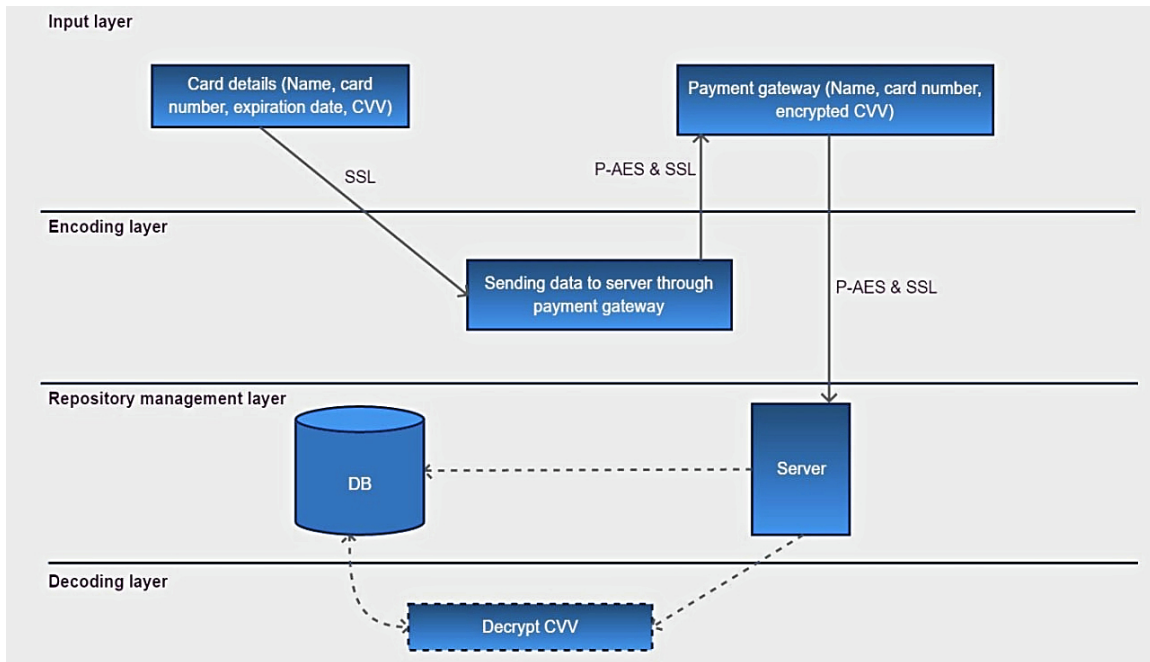 Input layer
Card details (Name, card
number, expiration date, CVV)
Payment gateway (Name, card number,
encrypted CVV)
SSL
P-AES & SSL
Encoding layer
Sending data to server through
payment gateway
P-AES & SSL
Repository management layer
DB
Server
Decoding layer
Decrypt CVV